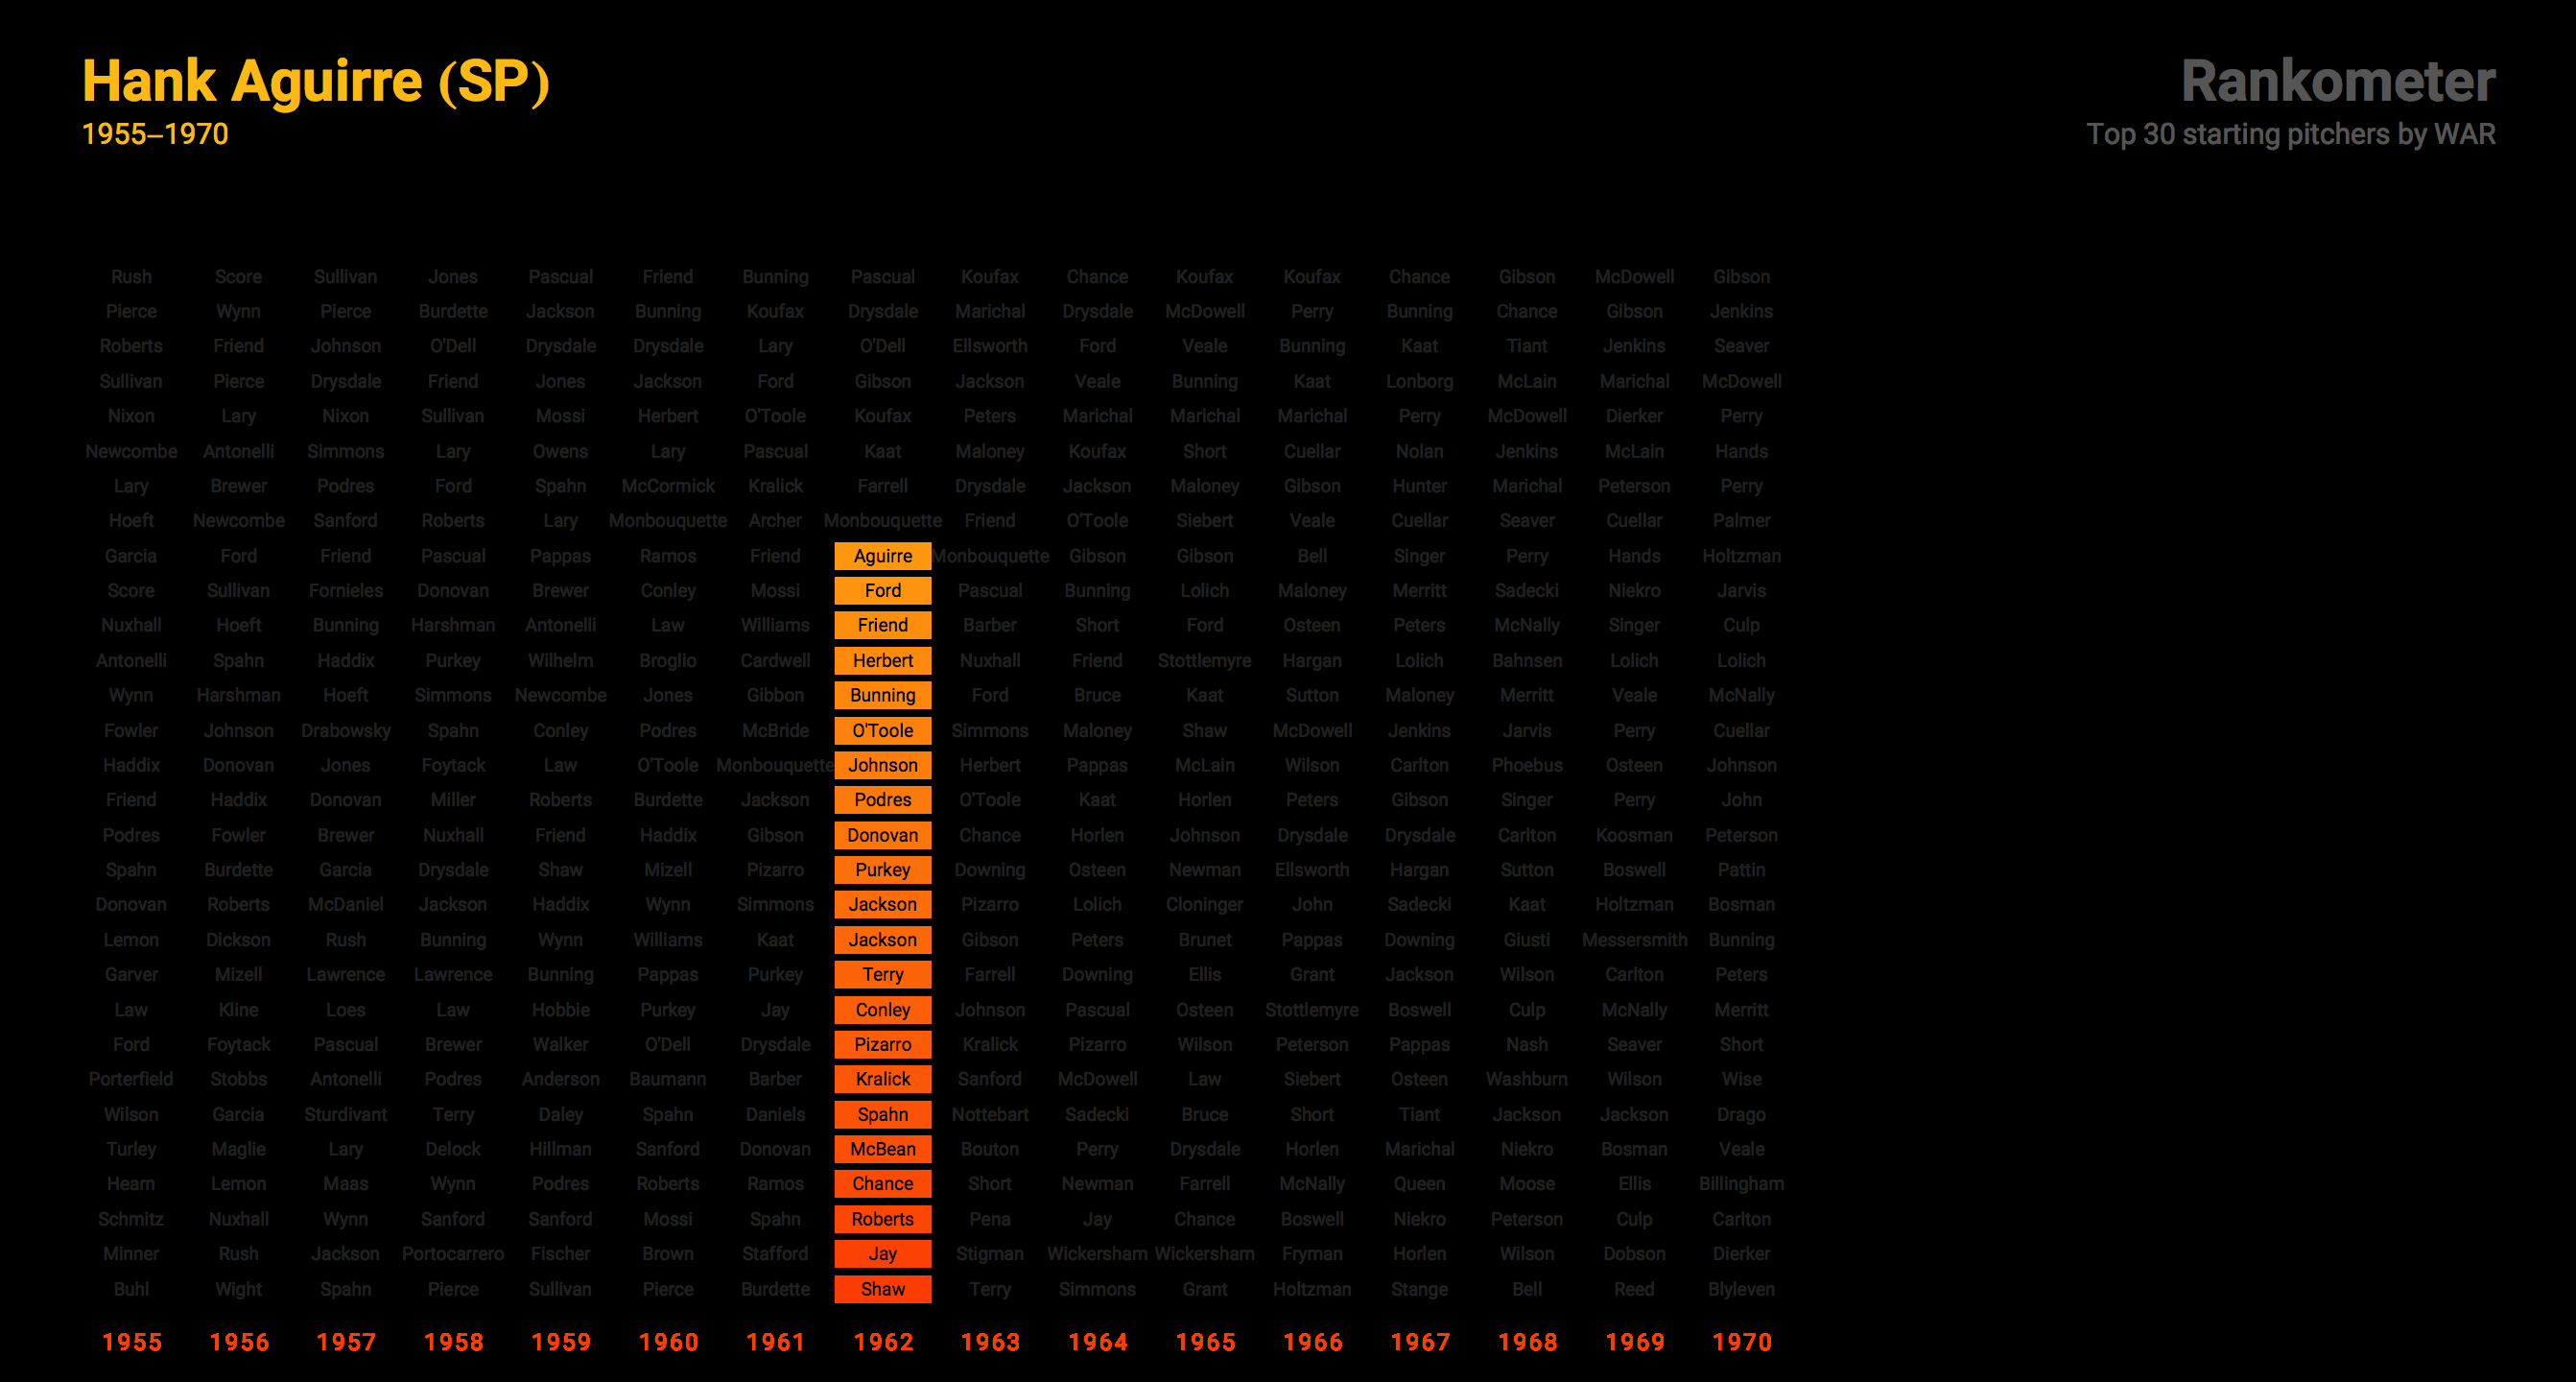 Hank Aguirre (SP)
1955–1970
Rankometer
Top 30 starting pitchers by WAR
Rush Score Sullivan Jones Pascual Friend Bunning Pascual Koufax Chance Koufax Koufax Chance Gibson McDowell Gibson
Pierce Wynn Pierce Burdette Jackson Bunning Koufax Drysdale Marichal Drysdale McDowell Perry Bunning Chance Gibson Jenkins
Roberts Friend Johnson O'Dell Drysdale Drysdale Lary O'Dell Ellsworth Ford Veale Bunning Kaat Tiant Jenkins Seaver
Sullivan Pierce Drysdale Friend Jones Jackson Ford Gibson Jackson Veale Bunning Kaat Lonborg McLain Marichal McDowell
Nixon Lary Nixon Sullivan Mossi Herbert O'Toole Koufax Peters Marichal Marichal Marichal Perry McDowell Dierker Perry
Newcombe Antonelli Simmons Lary Owens Lary Pascual Kaat Maloney Koufax Short Cuellar Nolan Jenkins McLain Hands
Lary Brewer Podres Ford Spahn McCormick Kralick Farrell Drysdale Jackson Maloney Gibson Hunter Marichal Peterson Perry
Hoeft Newcombe Sanford Roberts Lary Monbouquette Archer Monbouquette Friend O'Toole Siebert Veale Cuellar Seaver Cuellar Palmer
Garcia Ford Friend Pascual Pappas Ramos Friend Aguirre Monbouquette Gibson Gibson Bell Singer Perry Hands Holtzman
Score Sullivan Fornieles Donovan Brewer Conley Mossi Ford Pascual Bunning Lolich Maloney Merritt Sadecki Niekro Jarvis
Nuxhall Hoeft Bunning Harshman Antonelli Law Williams Friend Barber Short Ford Osteen Peters McNally Singer Culp
Antonelli Spahn Haddix Purkey Wilhelm Broglio Cardwell Herbert Nuxhall Friend Stottlemyre Hargan Lolich Bahnsen Lolich Lolich
Wynn Harshman Hoeft Simmons Newcombe Jones Gibbon Bunning Ford Bruce Kaat Sutton Maloney Merritt Veale McNally
Fowler Johnson Drabowsky Spahn Conley Podres McBride O'Toole Simmons Maloney Shaw McDowell Jenkins Jarvis Perry Cuellar
Haddix Donovan Jones Foytack Law O'Toole Monbouquette Johnson Herbert Pappas McLain Wilson Carlton Phoebus Osteen Johnson
Friend Haddix Donovan Miller Roberts Burdette Jackson Podres O'Toole Kaat Horlen Peters Gibson Singer Perry John
Podres Fowler Brewer Nuxhall Friend Haddix Gibson Donovan Chance Horlen Johnson Drysdale Drysdale Carlton Koosman Peterson
Spahn Burdette Garcia Drysdale Shaw Mizell Pizarro Purkey Downing Osteen Newman Ellsworth Hargan Sutton Boswell Pattin
Donovan Roberts McDaniel Jackson Haddix Wynn Simmons Jackson Pizarro Lolich Cloninger John Sadecki Kaat Holtzman Bosman
Lemon Dickson Rush Bunning Wynn Williams Kaat Jackson Gibson Peters Brunet Pappas Downing Giusti Messersmith Bunning
Garver Mizell Lawrence Lawrence Bunning Pappas Purkey Terry Farrell Downing Ellis Grant Jackson Wilson Carlton Peters
Law Kline Loes Law Hobbie Purkey Jay Conley Johnson Pascual Osteen Stottlemyre Boswell Culp McNally Merritt
Ford Foytack Pascual Brewer Walker O'Dell Drysdale Pizarro Kralick Pizarro Wilson Peterson Pappas Nash Seaver Short
Porterfield Stobbs Antonelli Podres Anderson Baumann Barber Kralick Sanford McDowell Law Siebert Osteen Washburn Wilson Wise
Wilson Garcia Sturdivant Terry Daley Spahn Daniels Spahn Nottebart Sadecki Bruce Short Tiant Jackson Jackson Drago
Turley Maglie Lary Delock Hillman Sanford Donovan McBean Bouton Perry Drysdale Horlen Marichal Niekro Bosman Veale
Hearn Lemon Maas Wynn Podres Roberts Ramos Chance Short Newman Farrell McNally Queen Moose Ellis Billingham
Schmitz Nuxhall Wynn Sanford Sanford Mossi Spahn Roberts Pena Jay Chance Boswell Niekro Peterson Culp Carlton
Minner Rush Jackson Portocarrero Fischer Brown Stafford Jay Stigman Wickersham Wickersham Fryman Horlen Wilson Dobson Dierker
Buhl Wight Spahn Pierce Sullivan Pierce Burdette Shaw Terry Simmons Grant Holtzman Stange Bell Reed Blyleven
1955 1956 1957 1958 1959 1960 1961 1962 1963 1964 1965 1966 1967 1968 1969 1970